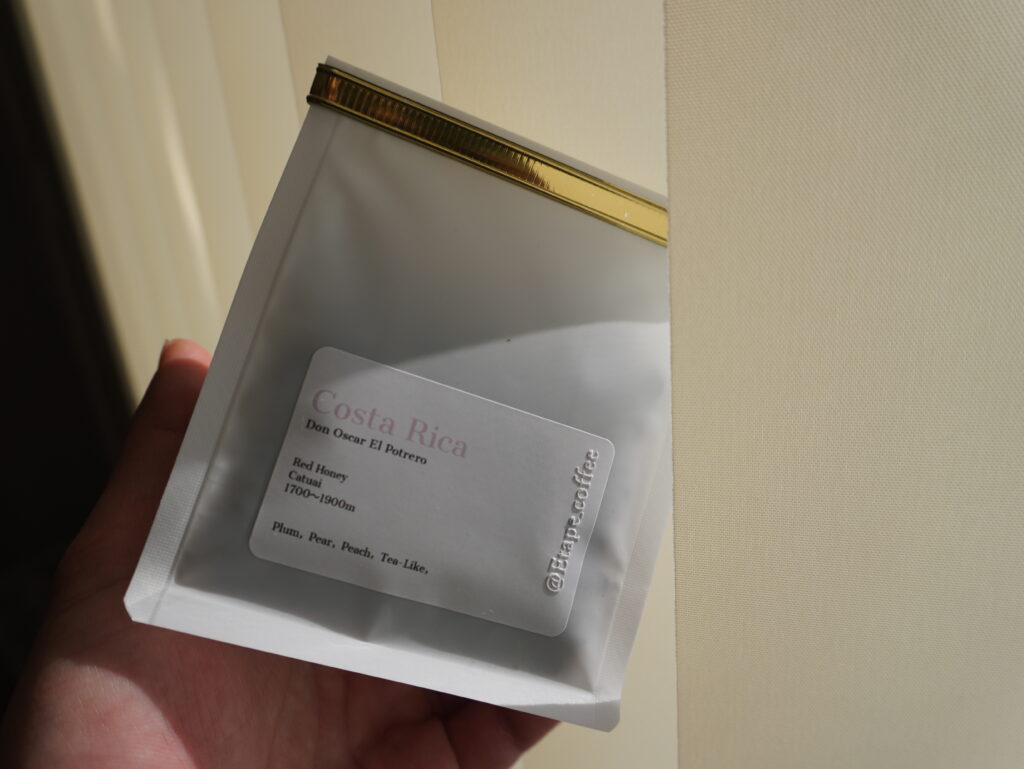 Costa Rica
Don Oscar El Potrero
Red Honey
Catuai
1700〜1900m
Plum, Pear, Peach, Tea-Like,
@Etape.coffee